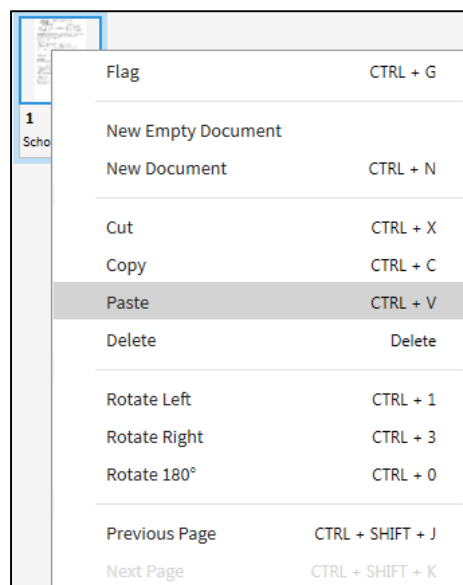 1
Scho
Flag CTRL + G
New Empty Document
New Document CTRL + N
Cut CTRL + X
Copy CTRL + C
Paste CTRL + V
Delete Delete
Rotate Left CTRL + 1
Rotate Right CTRL + 3
Rotate 180° CTRL + 0
Previous Page CTRL + SHIFT + J
Next Page CTRL + SHIFT + K